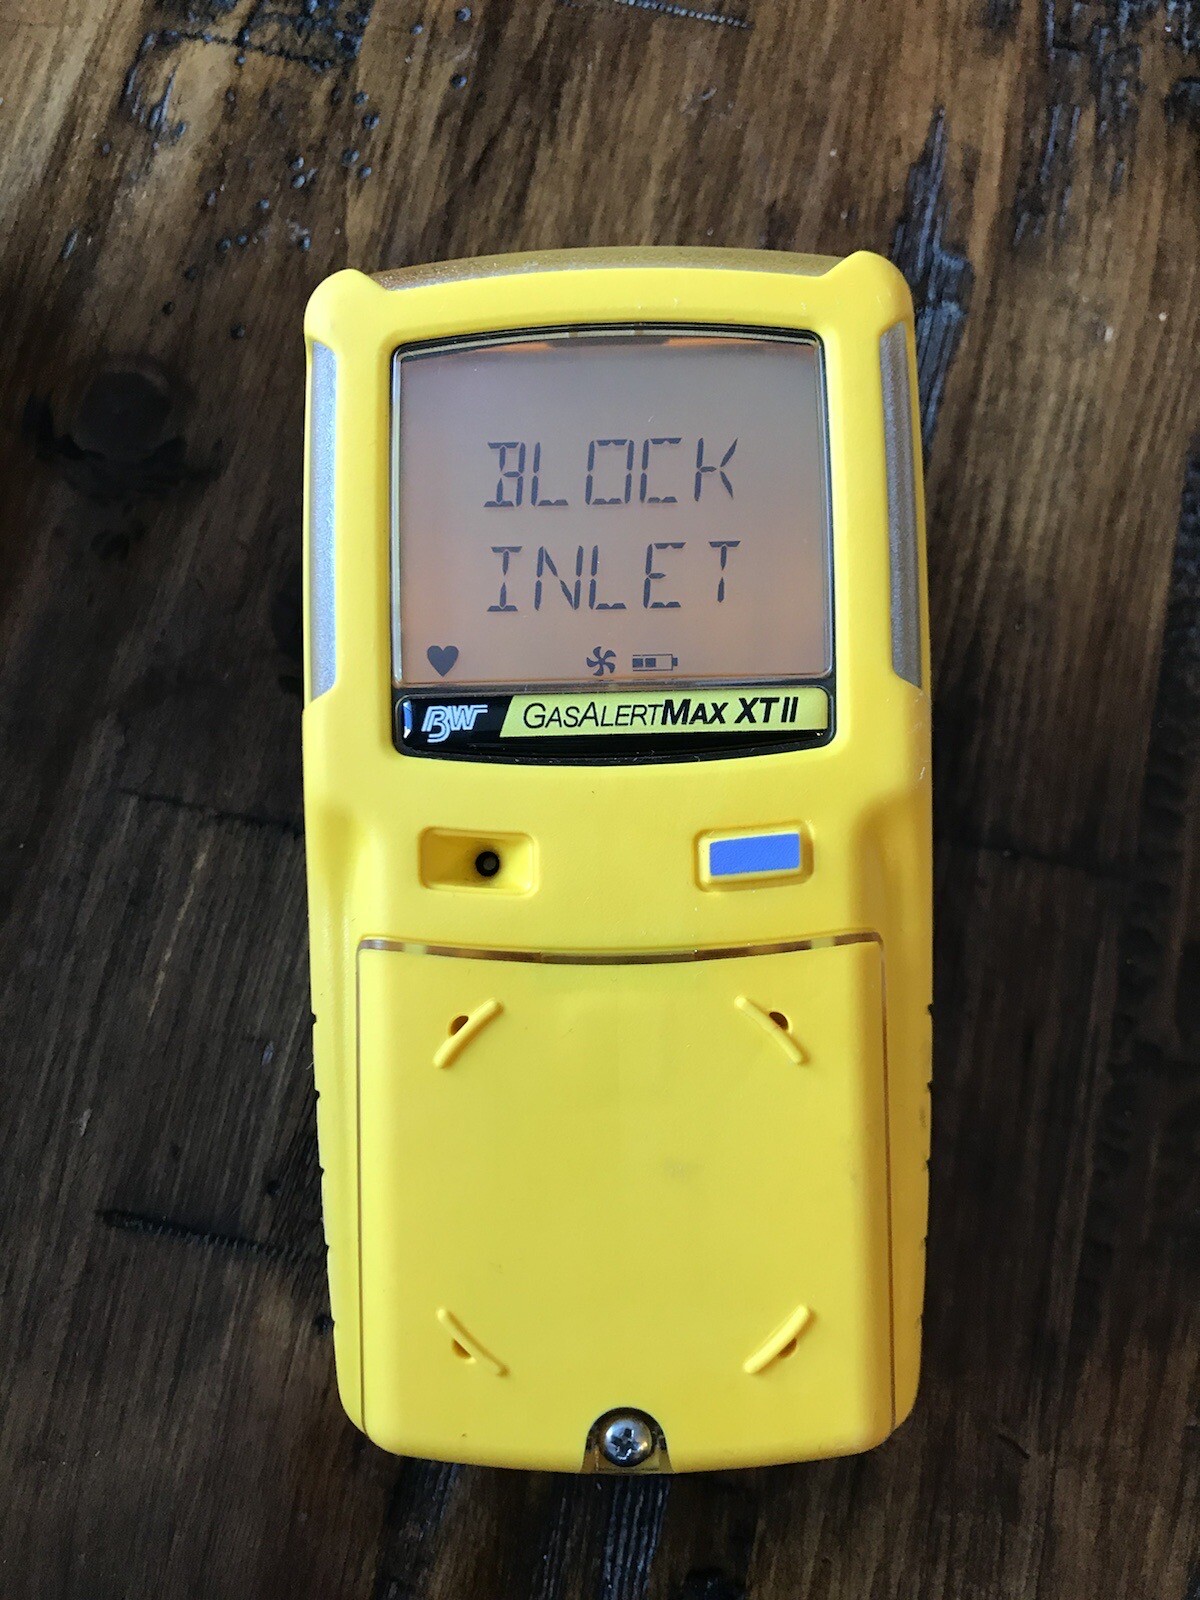 BLOCK
INLET
BW GASALERTMAX XT II